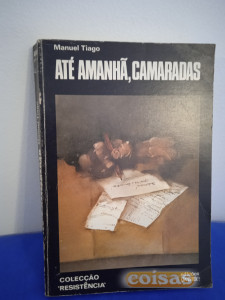 Manuel Tiago
ATÉ AMANHÃ, CAMARADAS
COLECÇÃO
'RESISTÊNCIA'
coisas